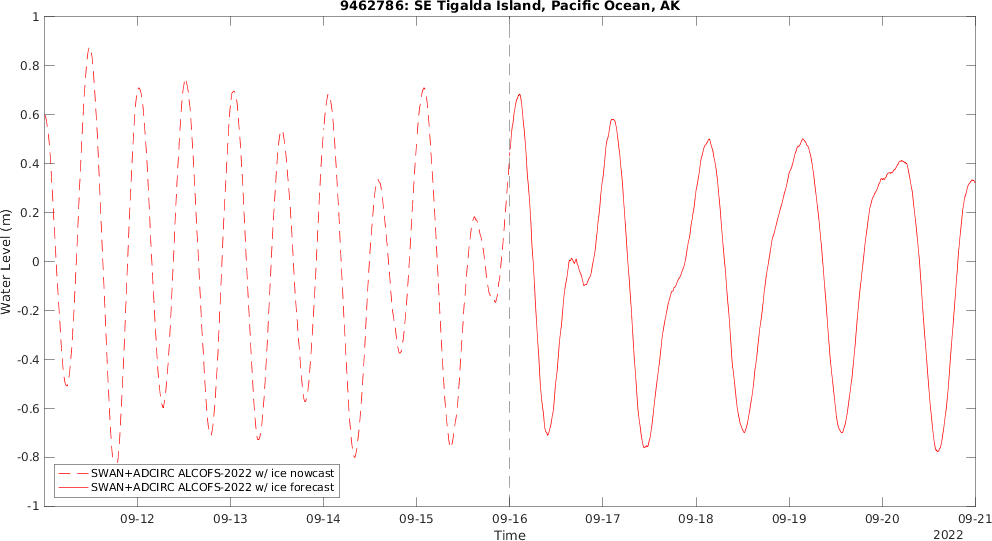 9462786: SE Tigalda Island, Pacific Ocean, AK
1
0.8
0.6
0.4
0.2
0
-0.2
-0.4
-0.6
-0.8
-1
Water Level (m)
SWAN+ADCIRC ALCOFS-2022 w/ ice nowcast
SWAN+ADCIRC ALCOFS-2022 w/ ice forecast
09-12 09-13 09-14 09-15 09-16 09-17 09-18 09-19 09-20 09-21
Time
2022